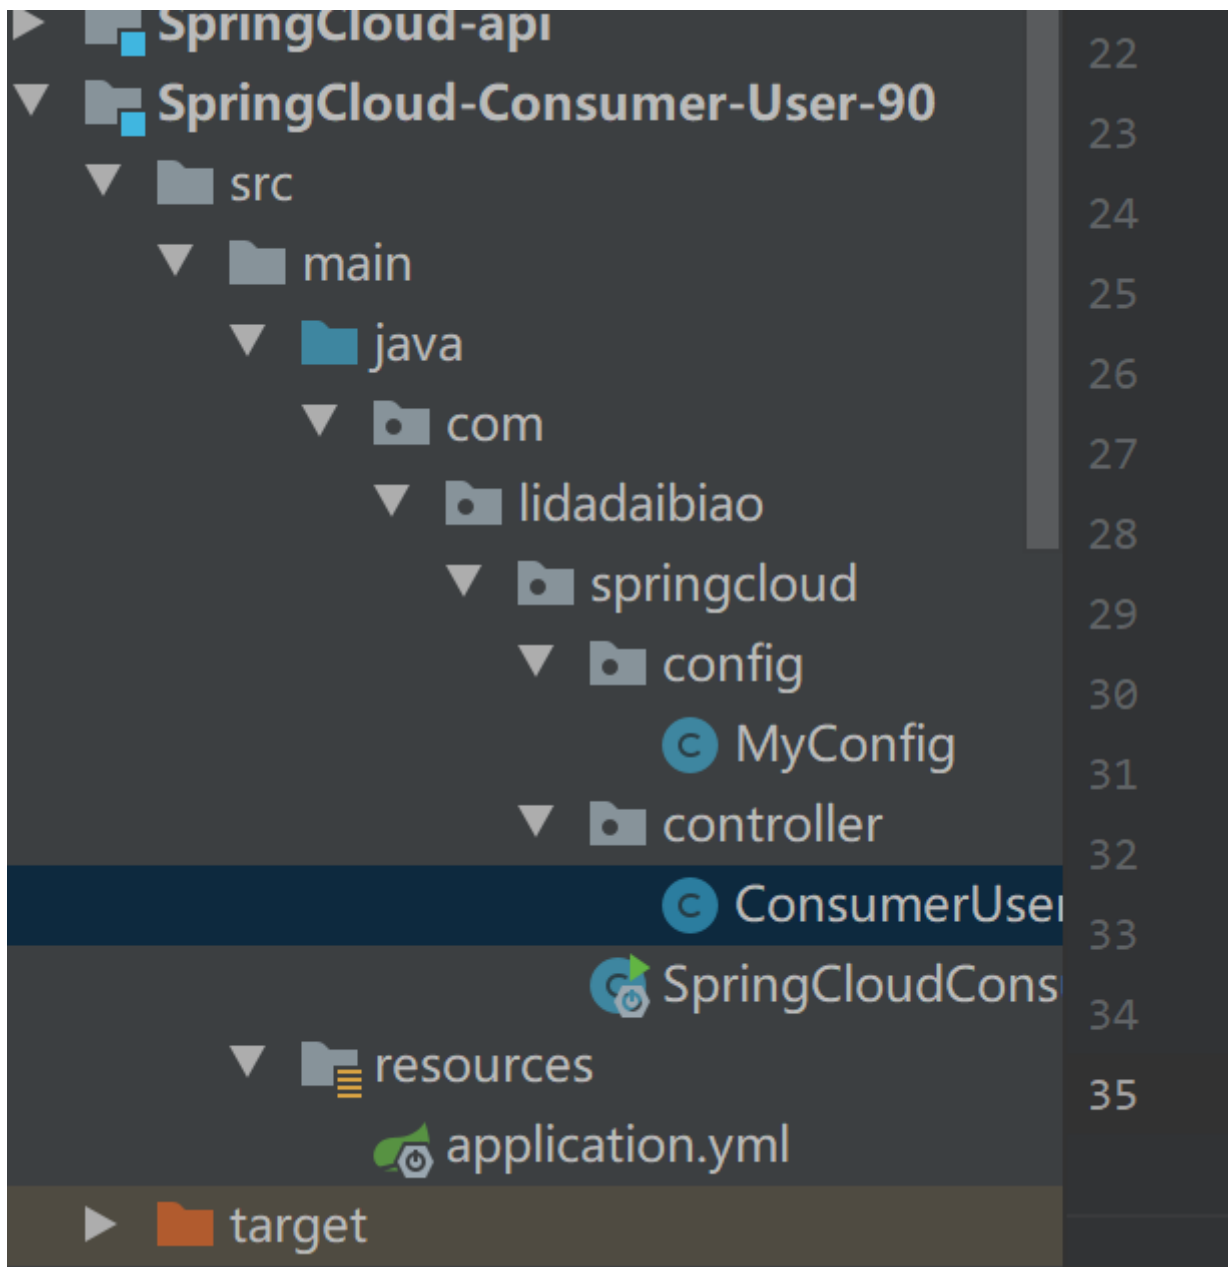 SpringCloud-api
SpringCloud-Consumer-User-90
src
main
java
com
lidadaibiao
springcloud
config
MyConfig
controller
ConsumerUser
SpringCloudCons
resources
application.yml
target
22
23
24
25
26
27
28
29
30
31
32
33
34
35